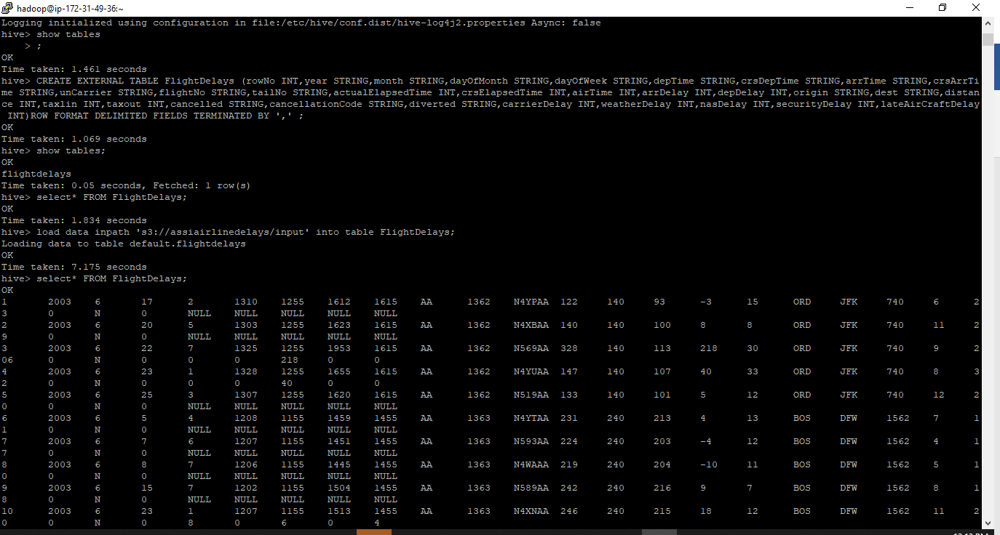 hadoop@ip-172-31-49-36:~
Logging initialized using configuration in file:/etc/hive/conf.dist/hive-log4j2.properties Async: false
hive> show tables
    > ;
OK
Time taken: 1.461 seconds
hive> CREATE EXTERNAL TABLE FlightDelays (rowNo INT,year STRING,month STRING,dayOfMonth STRING,dayOfWeek STRING,depTime STRING,crsDepTime STRING,arrTime STRING,crsArrTi
me STRING,unCarrier STRING,flightNo STRING,tailNo STRING,actualElapsedTime INT,crsElapsedTime INT,airTime INT,arrDelay INT,depDelay INT,origin STRING,dest STRING,distan
ce INT,taxlin INT,taxout INT,cancelled STRING,cancellationCode STRING,diverted STRING,carrierDelay INT,weatherDelay INT,nasDelay INT,securityDelay INT,lateAirCraftDelay
 INT)ROW FORMAT DELIMITED FIELDS TERMINATED BY ',' ;
OK
Time taken: 1.069 seconds
hive> show tables;
OK
flightdelays
Time taken: 0.05 seconds, Fetched: 1 row(s)
hive> select* FROM FlightDelays;
OK
Time taken: 1.834 seconds
hive> load data inpath 's3://assiairlinedelays/input' into table FlightDelays;
Loading data to table default.flightdelays
OK
Time taken: 7.175 seconds
hive> select* FROM FlightDelays;
OK
1 2003 6 17 2 1310 1255 1612 1615 AA 1362 N4YPAA 122 140 93 -3 15 ORD JFK 740 6 2
3 0 N 0 NULL NULL NULL NULL NULL
2 2003 6 20 5 1303 1255 1623 1615 AA 1362 N4XBAA 140 140 100 8 8 ORD JFK 740 11 2
9 0 N 0 NULL NULL NULL NULL NULL
3 2003 6 22 7 1325 1255 1953 1615 AA 1362 N569AA 328 140 113 218 30 ORD JFK 740 9 2
06 0 N 0 0 0 218 0 0
4 2003 6 23 1 1328 1255 1655 1615 AA 1362 N4YUAA 147 140 107 40 33 ORD JFK 740 8 3
2 0 N 0 0 0 40 0 0
5 2003 6 25 3 1307 1255 1620 1615 AA 1362 N519AA 133 140 101 5 12 ORD JFK 740 12 2
0 0 N 0 NULL NULL NULL NULL NULL
6 2003 6 5 4 1208 1155 1459 1455 AA 1363 N4YTAA 231 240 213 4 13 BOS DFW 1562 7 1
1 0 N 0 NULL NULL NULL NULL NULL
7 2003 6 7 6 1207 1155 1451 1455 AA 1363 N593AA 224 240 203 -4 12 BOS DFW 1562 4 1
7 0 N 0 NULL NULL NULL NULL NULL
8 2003 6 8 7 1206 1155 1445 1455 AA 1363 N4WAAA 219 240 204 -10 11 BOS DFW 1562 5 1
0 0 N 0 NULL NULL NULL NULL NULL
9 2003 6 15 7 1202 1155 1504 1455 AA 1363 N589AA 242 240 216 9 7 BOS DFW 1562 8 1
8 0 N 0 NULL NULL NULL NULL NULL
10 2003 6 23 1 1207 1155 1513 1455 AA 1363 N4XNAA 246 240 215 18 12 BOS DFW 1562 11 2
0 0 N 0 8 0 6 0 4